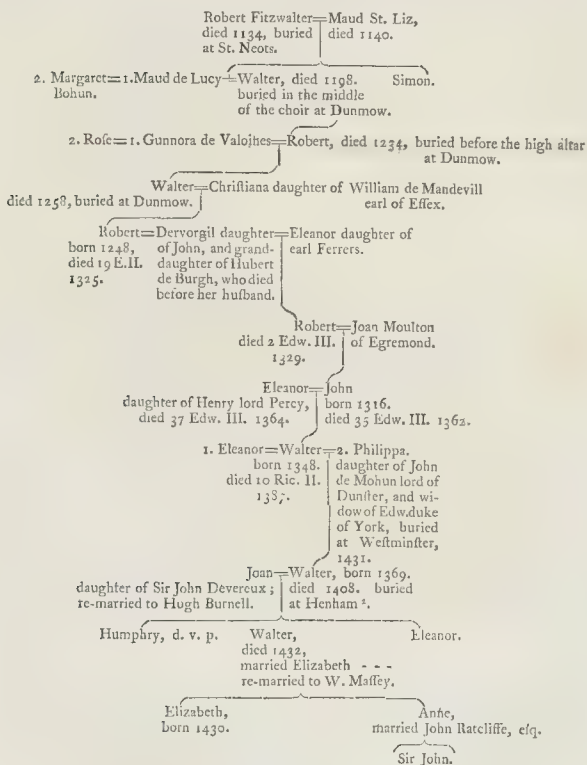 Robert Fitzwalter=Maud St. Liz,
died 1134, buried died 1140.
at St. Neots.
2. Margaret=1.Maud de Lucy=Walter, died 1198. Simon.
Bohun. buried in the middle
of the choir at Dunmow.
2. Roſe=1. Gunnora de Valoines=Robert, died 1234, buried before the high altar
at Dunmow.
Walter=Chriſtiana daughter of William de Mandevill
died 1258, buried at Dunmow. earl of Eſſex.
Robert=Dervorgil daughter=Eleanor daughter of
born 1248, of John, and grand- earl Ferrers.
died 19 E.II. daughter of Hubert
1325. de Burgh, who died
before her huſband.
Robert=Joan Moulton
died 2 Edw. III. of Egremond.
1329.
Eleanor=John
daughter of Henry lord Percy, born 1316.
died 37 Edw. III. 1364. died 35 Edw. III. 1362.
1. Eleanor=Walter=2. Philippa.
born 1348. daughter of John
died 10 Ric. II. de Mohun lord of
Dunſter, and wi-
dow of Edw. duke
of York, buried
at Weſtminſter,
1431.
Joan=Walter, born 1369.
daughter of Sir John Devereux; died 1408. buried
re-married to Hugh Burnell. at Henham
Humphry, d. v. p. Walter, Eleanor.
died 1432,
married Elizabeth - - -
re-married to W. Maſſey.
Elizabeth, Anne,
born 1430. married John Ratcliffe, eſq.
Sir John.